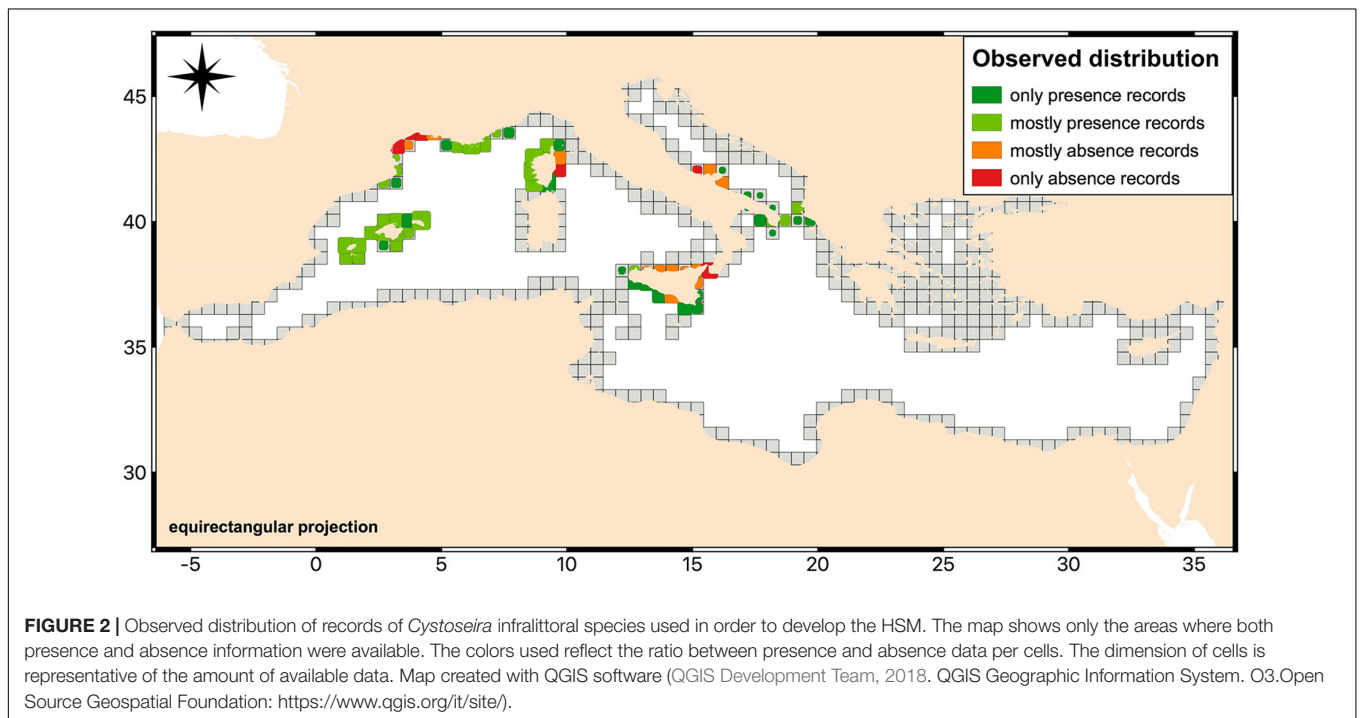 Observed distribution
only presence records
mostly presence records
mostly absence records
only absence records
45
40
35
30
equirectangular projection
-5 0 5 10 15 20 25 30 35
FIGURE 2 | Observed distribution of records of Cystoseira infralittoral species used in order to develop the HSM. The map shows only the areas where both
presence and absence information were available. The colors used reflect the ratio between presence and absence data per cells. The dimension of cells is
representative of the amount of available data. Map created with QGIS software (QGIS Development Team, 2018. QGIS Geographic Information System. O3.Open
Source Geospatial Foundation: https://www.qgis.org/it/site/).